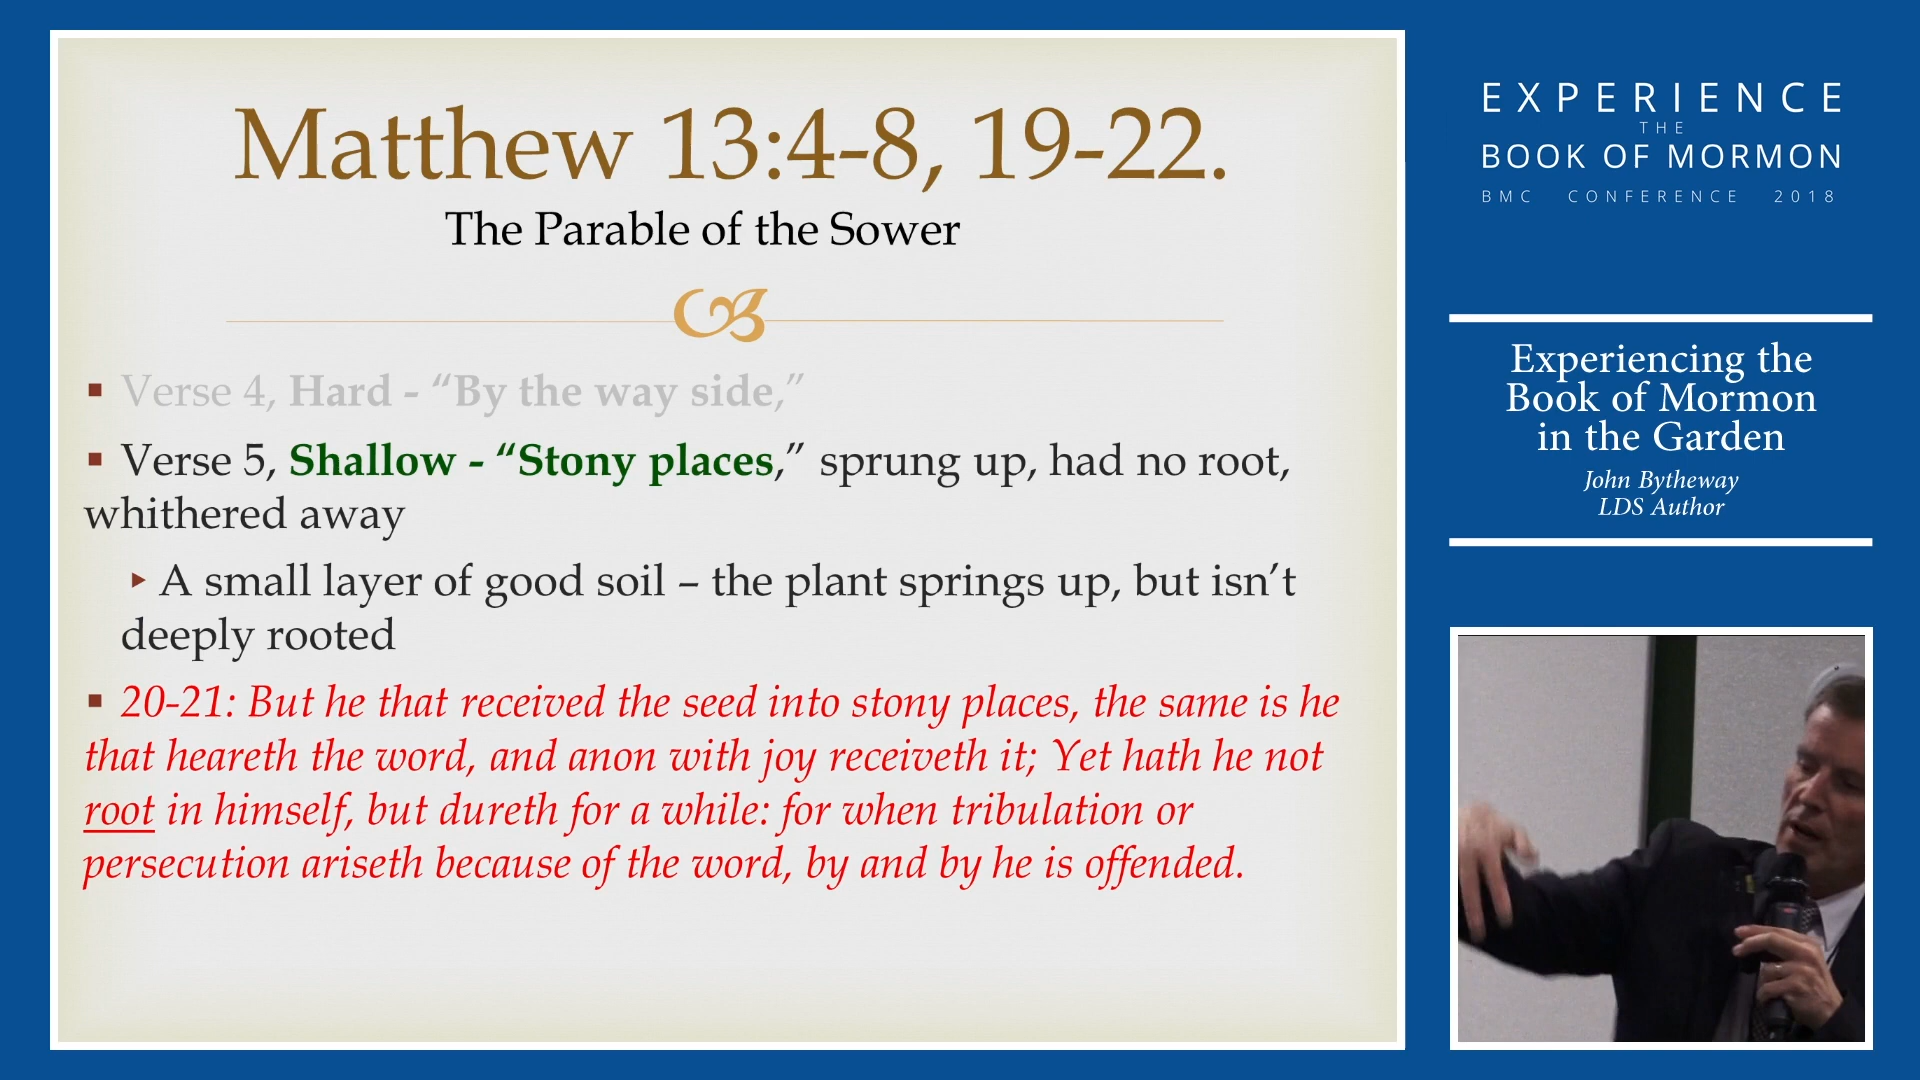 Matthew 13:4-8, 19-22.
The Parable of the Sower
▪ Verse 4, Hard - “By the way side,”
▪ Verse 5, Shallow - “Stony places,” sprung up, had no root,
whithered away
▸ A small layer of good soil – the plant springs up, but isn’t
deeply rooted
▪ 20-21: But he that received the seed into stony places, the same is he
that heareth the word, and anon with joy receiveth it; Yet hath he not
root in himself, but dureth for a while: for when tribulation or
persecution ariseth because of the word, by and by he is offended.
EXPERIENCE
THE
BOOK OF MORMON
BMC CONFERENCE 2018
Experiencing the
Book of Mormon
in the Garden
John Bytheway
LDS Author